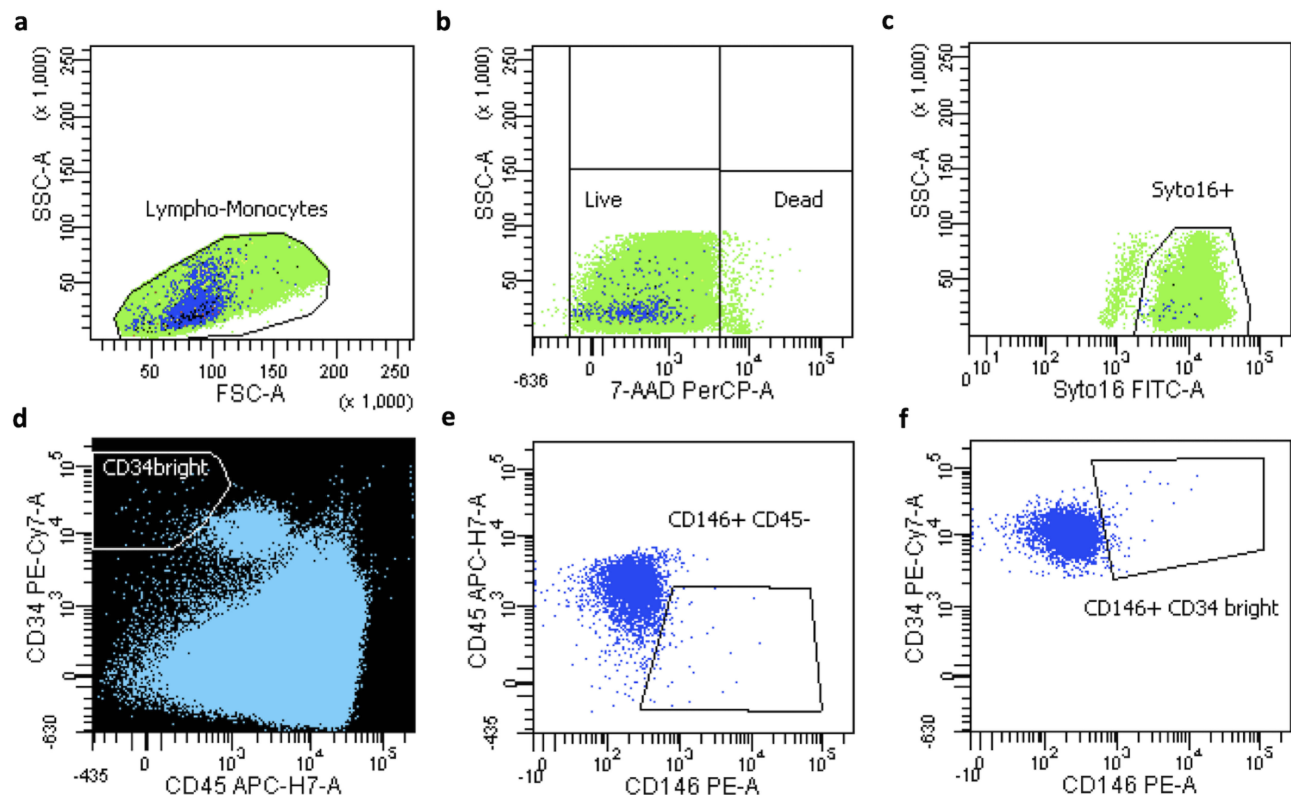 a
SSC-A
(x 1,000)
50 100 150 200 250
Lympho-Monocytes
50 100 150 200 250
FSC-A
(x 1,000)
b
SSC-A
(x 1,000)
50 100 150 200 250
Live
Dead
-636
0 10³ 10⁴ 10⁵
7-AAD PerCP-A
c
SSC-A
(x 1,000)
50 100 150 200 250
Syto16+
0 10¹ 10² 10³ 10⁴ 10⁵
Syto16 FITC-A
d
CD34 PE-Cy7-A
-630
0 10³ 10⁴ 10⁵
CD34bright
-435
0 10³ 10⁴ 10⁵
CD45 APC-H7-A
e
CD45 APC-H7-A
-435
0 10³ 10⁴ 10⁵
CD146+ CD45-
-10 10² 10³ 10⁴ 10⁵
CD146 PE-A
f
CD34 PE-Cy7-A
-630
0 10³ 10⁴ 10⁵
CD146+ CD34 bright
-10 10² 10³ 10⁴ 10⁵
CD146 PE-A